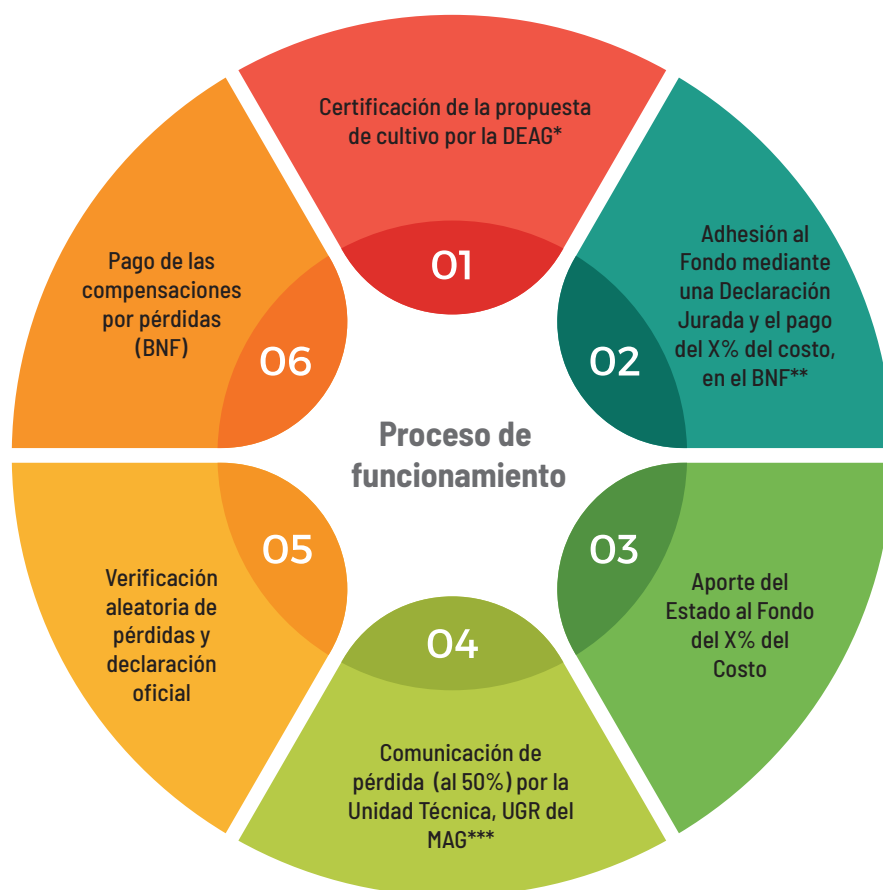 Proceso de
funcionamiento
01
Certificación de la propuesta
de cultivo por la DEAG*
02
Adhesión al
Fondo mediante
una Declaración
Jurada y el pago
del X% del costo,
en el BNF**
03
Aporte del
Estado al Fondo
del X% del
Costo
04
Comunicación de
pérdida (al 50%) por la
Unidad Técnica, UGR del
MAG***
05
Verificación
aleatoria de
pérdidas y
declaración
oficial
06
Pago de las
compensaciones
por pérdidas
(BNF)